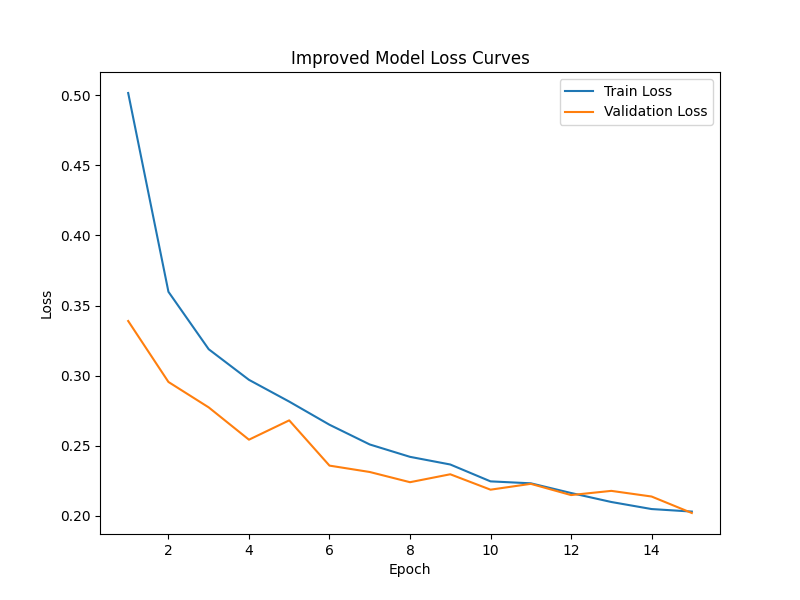 Improved Model Loss Curves
Train Loss
Validation Loss
0.50
0.45
0.40
0.35
0.30
0.25
0.20
Loss
2 4 6 8 10 12 14
Epoch